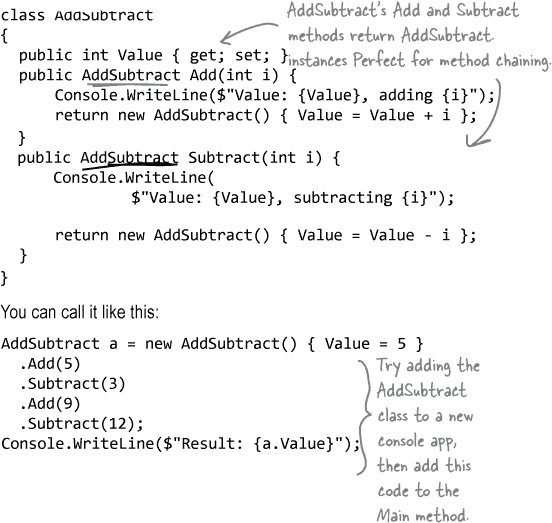 class AddSubtract
{
public int Value { get; set; }
public AddSubtract Add(int i) {
Console.WriteLine($"Value: {Value}, adding {i}");
return new AddSubtract() { Value = Value + i };
}
public AddSubtract Subtract(int i) {
Console.WriteLine(
$"Value: {Value}, subtracting {i}");
return new AddSubtract() { Value = Value - i };
}
}
AddSubtract's Add and Subtract
methods return AddSubtract
instances Perfect for method chaining.
You can call it like this:
AddSubtract a = new AddSubtract() { Value = 5 }
.Add(5)
.Subtract(3)
.Add(9)
.Subtract(12);
Console.WriteLine($"Result: {a.Value}");
Try adding the
AddSubtract
class to a new
console app,
then add this
code to the
Main method.